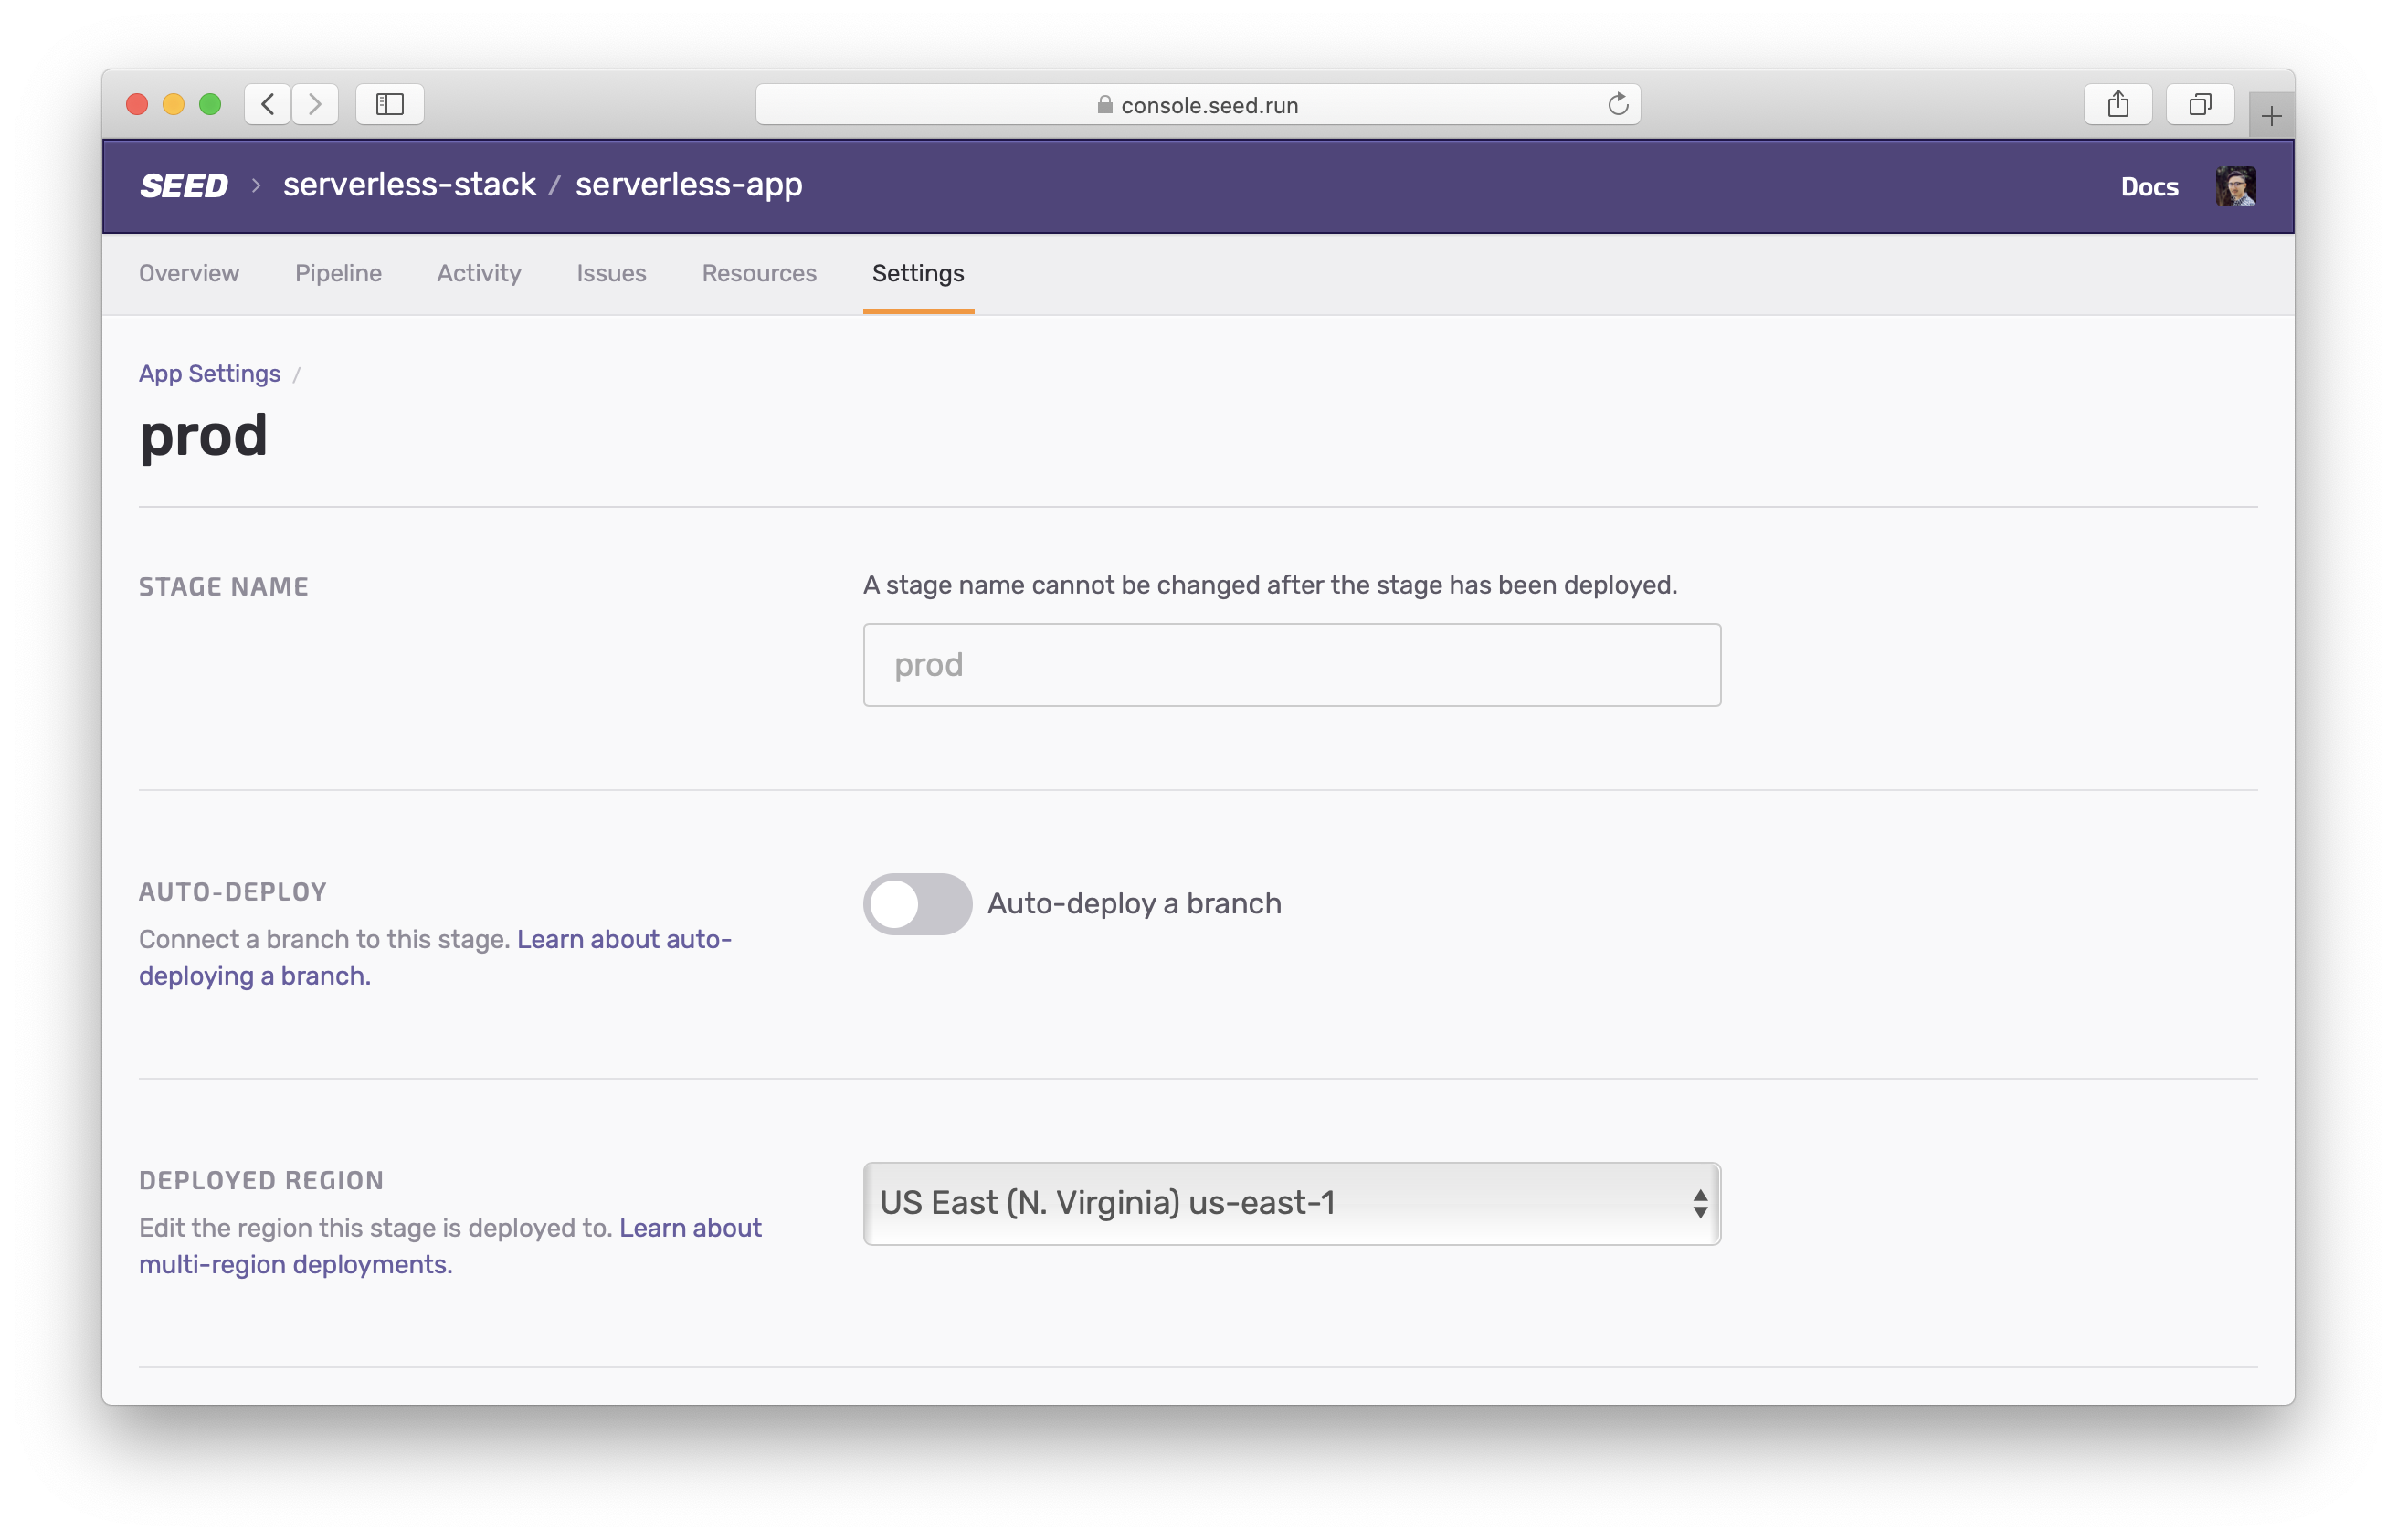 console.seed.run
SEED > serverless-stack / serverless-app
Docs
Overview Pipeline Activity Issues Resources Settings
App Settings /
prod
STAGE NAME
A stage name cannot be changed after the stage has been deployed.
prod
AUTO-DEPLOY
Connect a branch to this stage. Learn about auto-
deploying a branch.
Auto-deploy a branch
DEPLOYED REGION
Edit the region this stage is deployed to. Learn about
multi-region deployments.
US East (N. Virginia) us-east-1